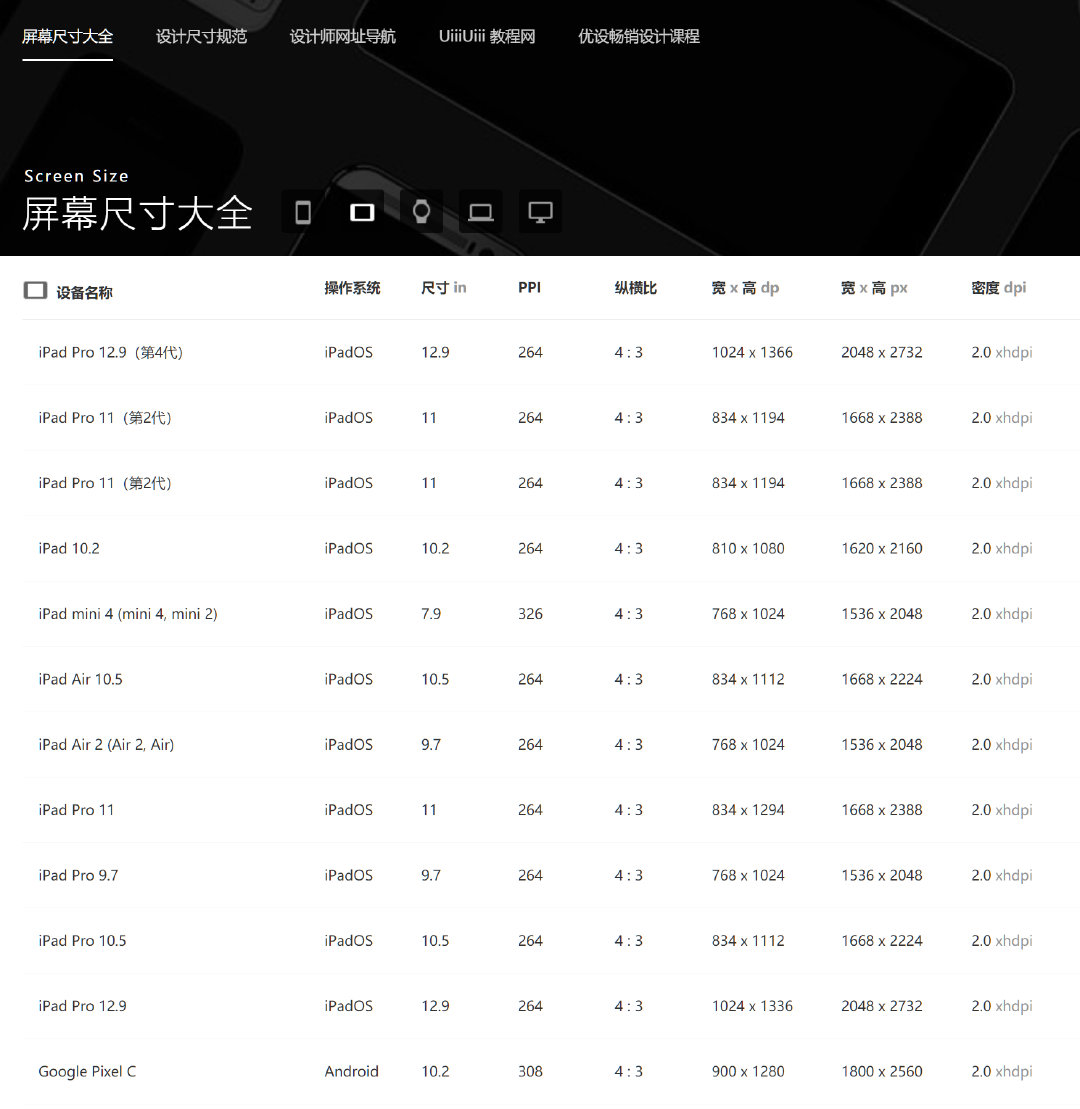 屏幕尺寸大全 设计尺寸规范 设计师网址导航 UiiiUiii 教程网 优设畅销设计课程
Screen Size
屏幕尺寸大全
设备名称 操作系统 尺寸 in PPI 纵横比 宽 x 高 dp 宽 x 高 px 密度 dpi
iPad Pro 12.9（第4代） iPadOS 12.9 264 4 : 3 1024 x 1366 2048 x 2732 2.0 xhdpi
iPad Pro 11（第2代） iPadOS 11 264 4 : 3 834 x 1194 1668 x 2388 2.0 xhdpi
iPad Pro 11（第2代） iPadOS 11 264 4 : 3 834 x 1194 1668 x 2388 2.0 xhdpi
iPad 10.2 iPadOS 10.2 264 4 : 3 810 x 1080 1620 x 2160 2.0 xhdpi
iPad mini 4 (mini 4, mini 2) iPadOS 7.9 326 4 : 3 768 x 1024 1536 x 2048 2.0 xhdpi
iPad Air 10.5 iPadOS 10.5 264 4 : 3 834 x 1112 1668 x 2224 2.0 xhdpi
iPad Air 2 (Air 2, Air) iPadOS 9.7 264 4 : 3 768 x 1024 1536 x 2048 2.0 xhdpi
iPad Pro 11 iPadOS 11 264 4 : 3 834 x 1294 1668 x 2388 2.0 xhdpi
iPad Pro 9.7 iPadOS 9.7 264 4 : 3 768 x 1024 1536 x 2048 2.0 xhdpi
iPad Pro 10.5 iPadOS 10.5 264 4 : 3 834 x 1112 1668 x 2224 2.0 xhdpi
iPad Pro 12.9 iPadOS 12.9 264 4 : 3 1024 x 1336 2048 x 2732 2.0 xhdpi
Google Pixel C Android 10.2 308 4 : 3 900 x 1280 1800 x 2560 2.0 xhdpi